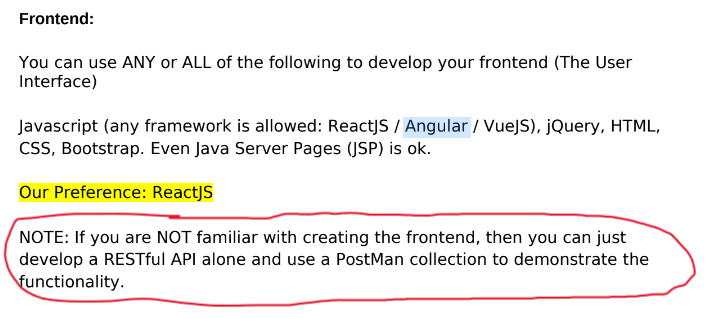 Frontend:
You can use ANY or ALL of the following to develop your frontend (The User
Interface)
Javascript (any framework is allowed: ReactJS / Angular / VueJS), jQuery, HTML,
CSS, Bootstrap. Even Java Server Pages (JSP) is ok.
Our Preference: ReactJS
NOTE: If you are NOT familiar with creating the frontend, then you can just
develop a RESTful API alone and use a PostMan collection to demonstrate the
functionality.